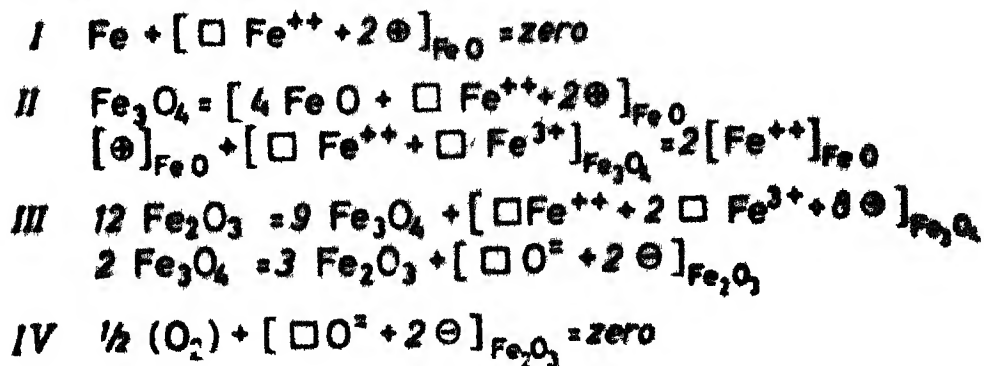 I Fe + [ □ Fe⁺⁺ + 2 ⊕ ]FeO = zero
II Fe₃O₄ = [ 4 FeO + □ Fe⁺⁺ + 2⊕ ]FeO
[⊕]FeO + [ □ Fe⁺⁺ + □ Fe³⁺ ]Fe₃O₄ = 2 [ Fe⁺⁺ ]FeO
III 12 Fe₂O₃ = 9 Fe₃O₄ + [ □Fe⁺⁺ + 2 □ Fe³⁺ + 8 ⊕ ]Fe₃O₄
2 Fe₃O₄ = 3 Fe₂O₃ + [ □ O⁼ + 2 ⊖ ]Fe₂O₃
IV ½ (O₂) + [ □O⁼ + 2 ⊖ ]Fe₂O₃ = zero